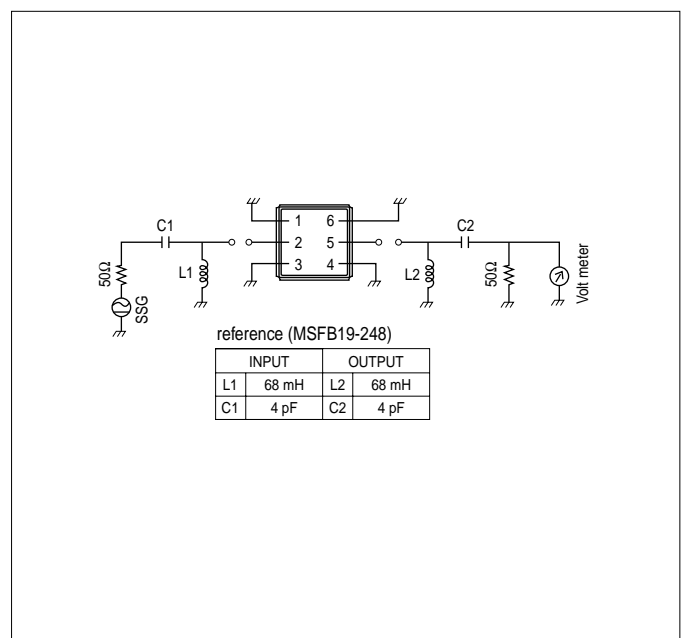 C1
50Ω
SSG
L1
1 6
2 5
3 4
C2
L2
50Ω
Volt meter
reference (MSFB19-248)
INPUT OUTPUT
L1 68 mH L2 68 mH
C1 4 pF C2 4 pF